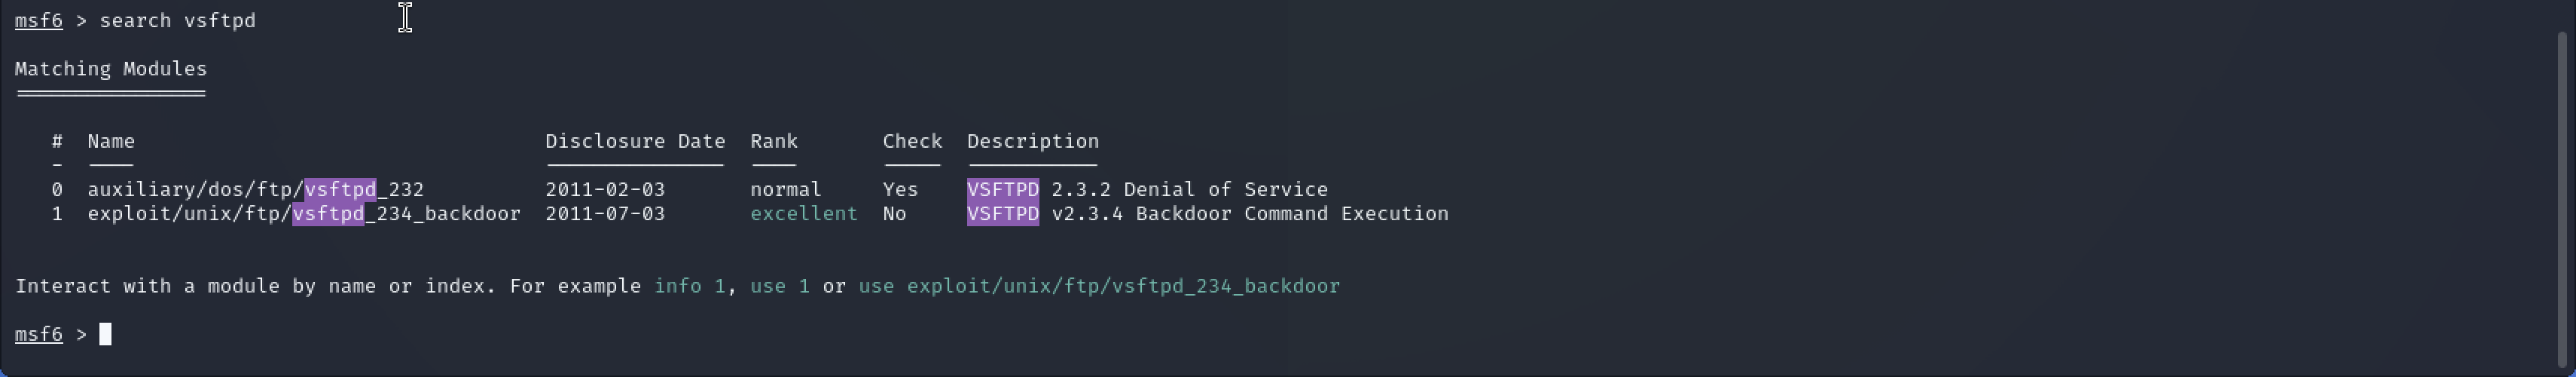 msf6 > search vsftpd
Matching Modules
================
#  Name                                  Disclosure Date  Rank       Check  Description
-  ----                                  ---------------  ----       -----  -----------
0  auxiliary/dos/ftp/vsftpd_232          2011-02-03       normal     Yes    VSFTPD 2.3.2 Denial of Service
1  exploit/unix/ftp/vsftpd_234_backdoor  2011-07-03       excellent  No     VSFTPD v2.3.4 Backdoor Command Execution
Interact with a module by name or index. For example info 1, use 1 or use exploit/unix/ftp/vsftpd_234_backdoor
msf6 >